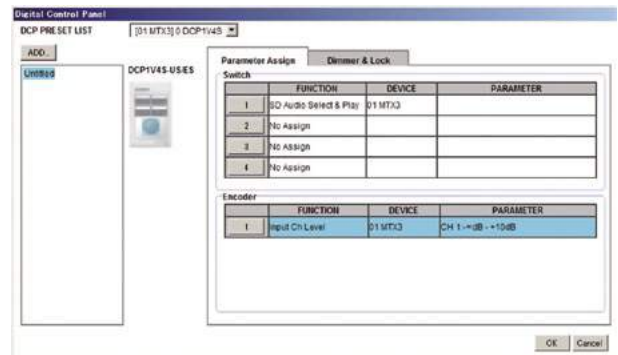 Digital Control Panel
DCP PRESET LIST
[01 MTX3] 0 DCP1V4S
ADD..
Untitled
DCP1V4S-US/ES
Parameter Assign
Dimmer & Lock
Switch
FUNCTION DEVICE PARAMETER
1 SD Audio Select & Play 01 MTX3
2 No Assign
3 No Assign
4 No Assign
Encoder
FUNCTION DEVICE PARAMETER
1 Input Ch Level 01 MTX3 CH 1 -∞dB - +10dB
OK Cancel